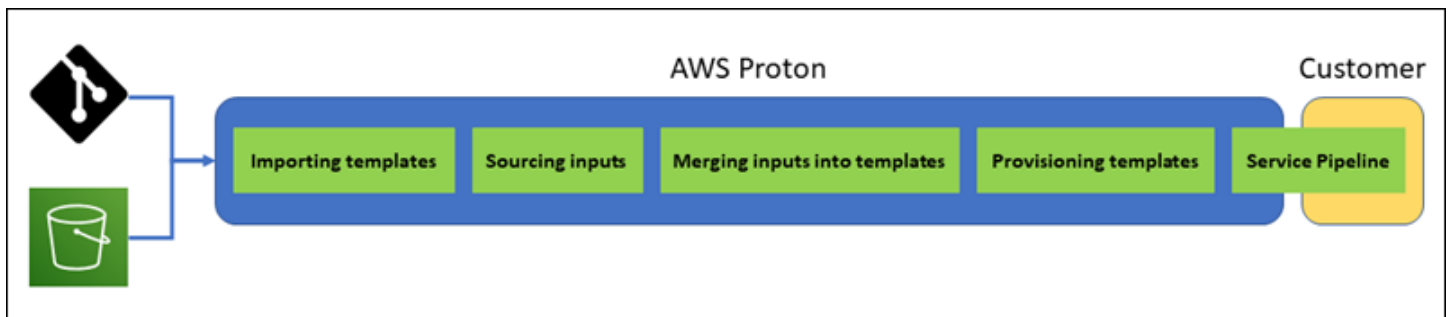 AWS Proton
Customer
Importing templates
Sourcing inputs
Merging inputs into templates
Provisioning templates
Service Pipeline